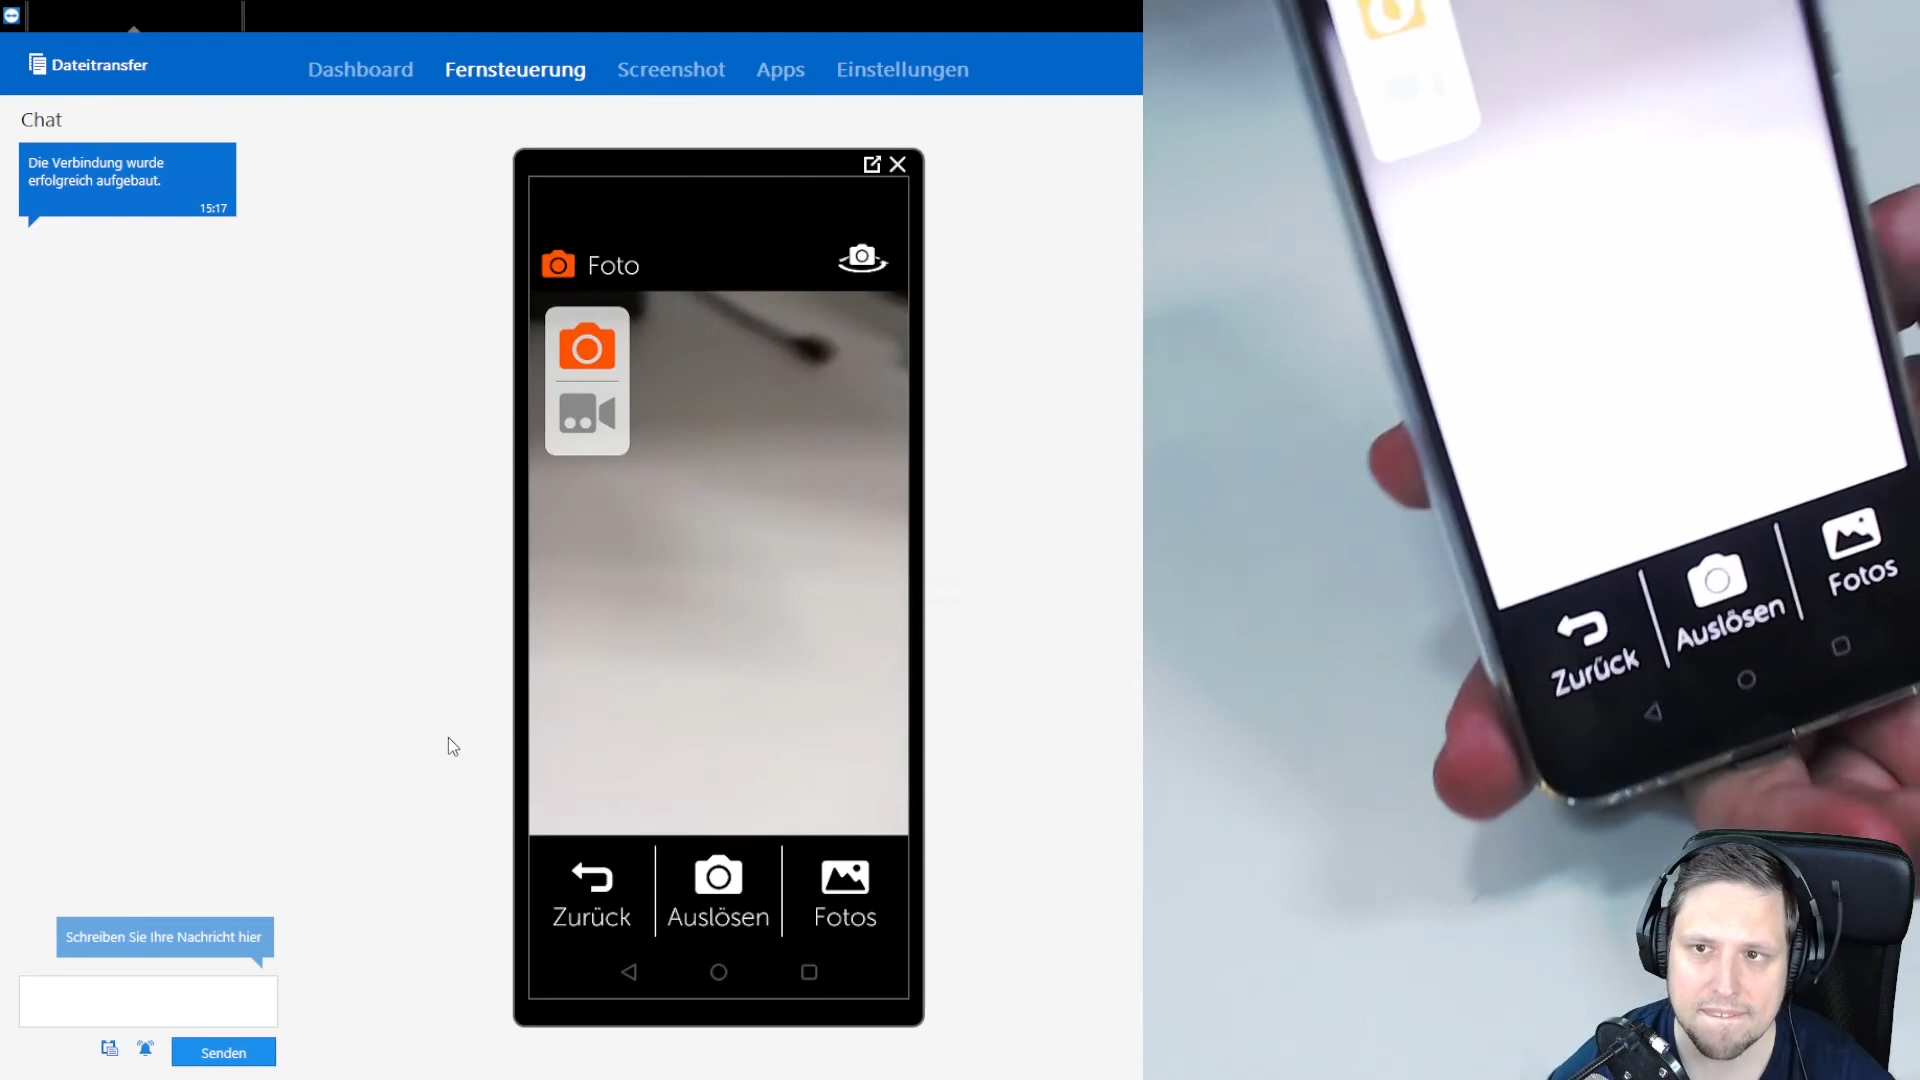 Dateitransfer
Dashboard
Fernsteuerung
Screenshot
Apps
Einstellungen
Chat
Die Verbindung wurde
erfolgreich aufgebaut.
15:17
Foto
Zurück
Auslösen
Fotos
Schreiben Sie Ihre Nachricht hier
Senden
Zurück
Auslösen
Fotos